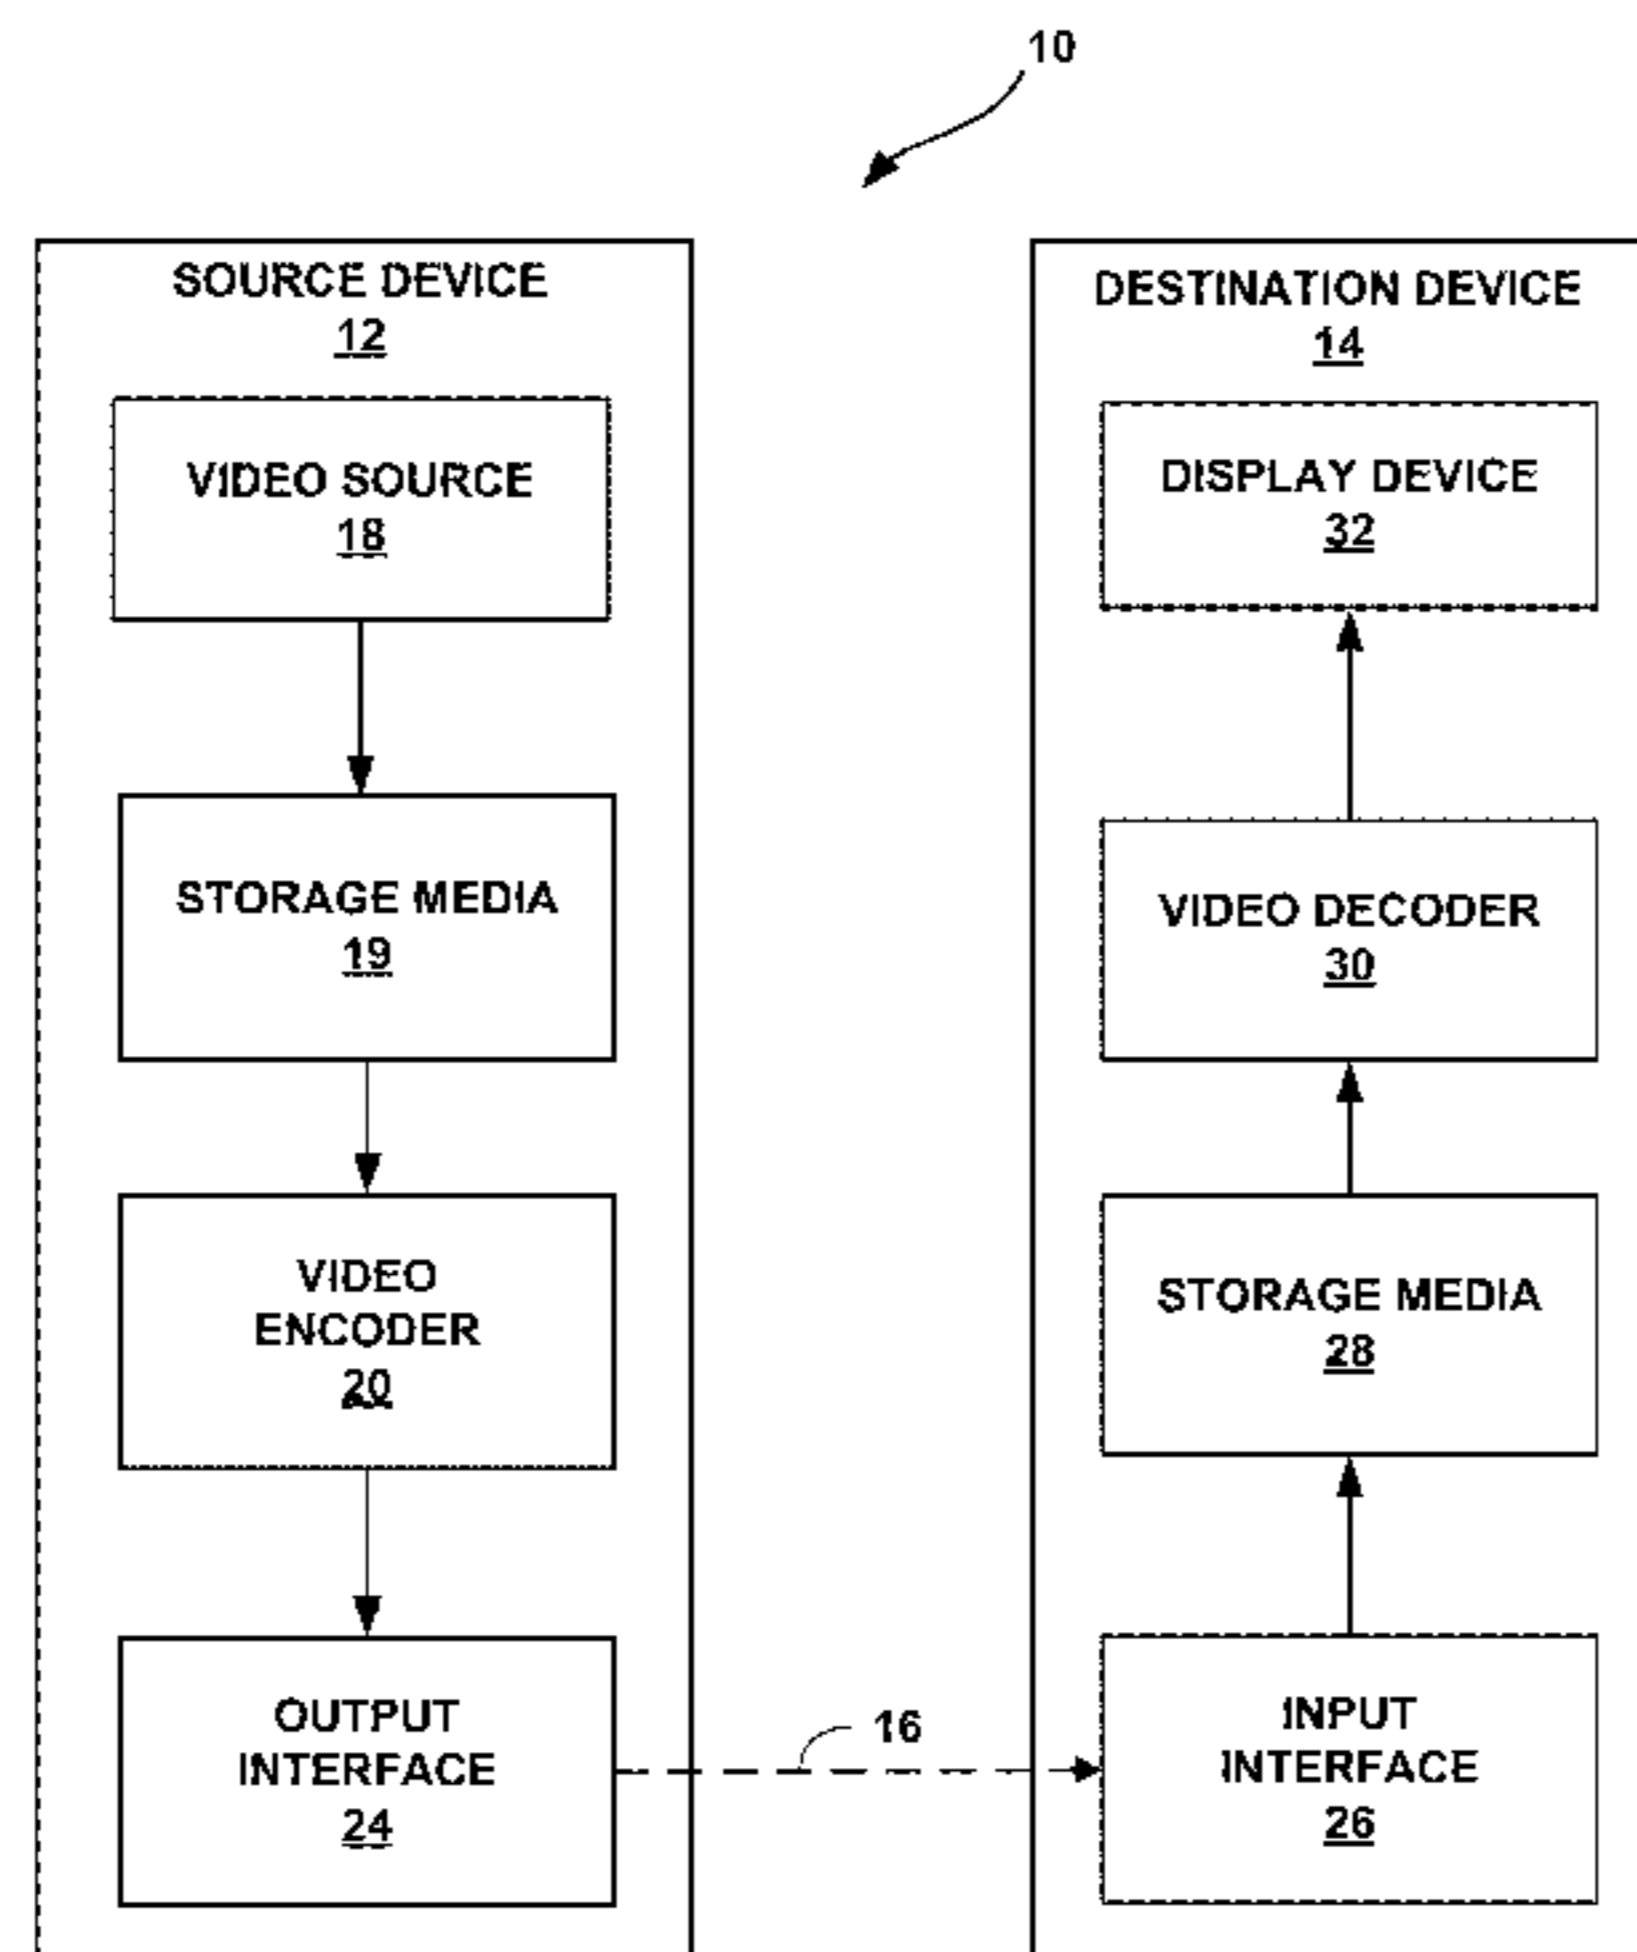 10
SOURCE DEVICE
12
VIDEO SOURCE
18
STORAGE MEDIA
19
VIDEO
ENCODER
20
OUTPUT
INTERFACE
24
16
DESTINATION DEVICE
14
DISPLAY DEVICE
32
VIDEO DECODER
30
STORAGE MEDIA
28
INPUT
INTERFACE
26